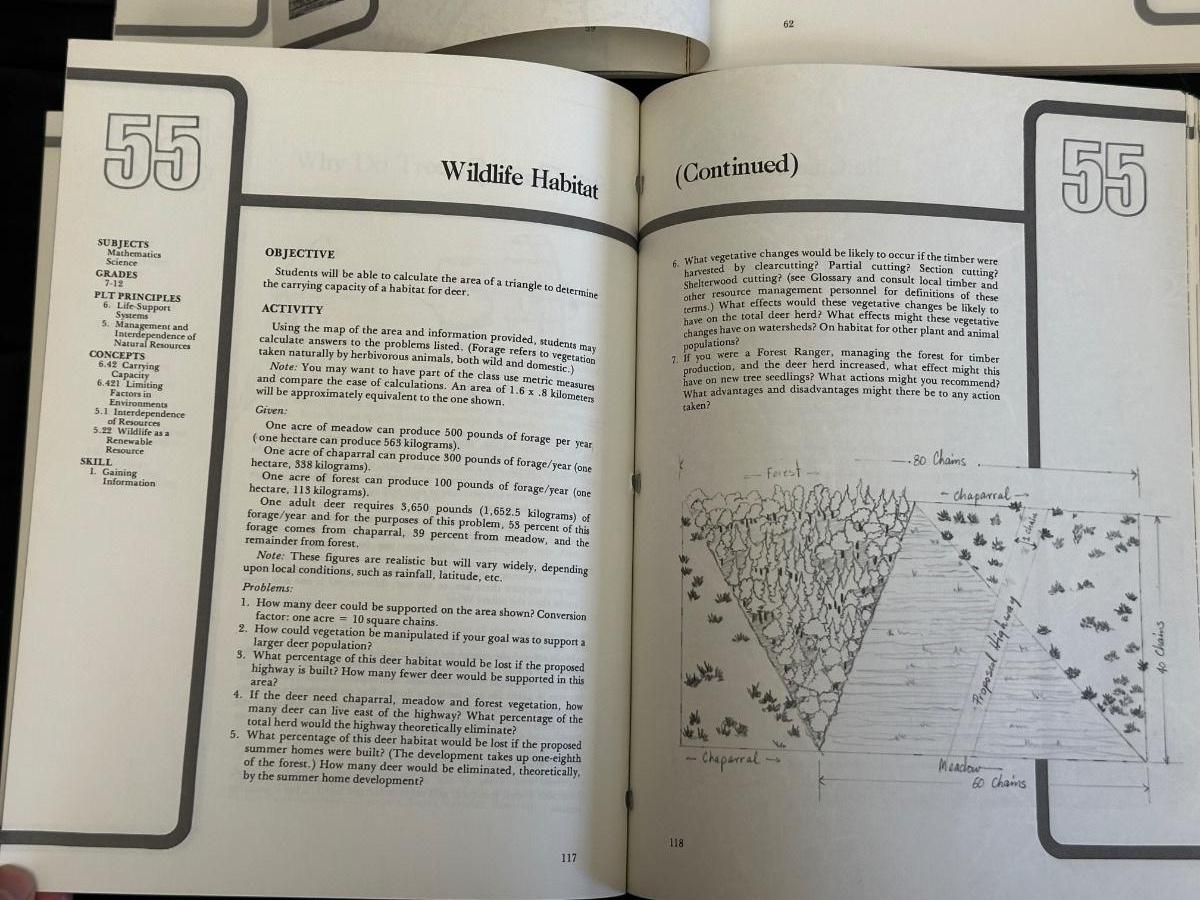 62
55
Wildlife Habitat
SUBJECTS
Mathematics
Science
GRADES
7-12
PLT PRINCIPLES
6. Life-Support
Systems
5. Management and
Interdependence of
Natural Resources
CONCEPTS
6.42 Carrying
Capacity
6.421 Limiting
Factors in
Environments
5.1 Interdependence
of Resources
5.22 Wildlife as a
Renewable
Resource
SKILL
1. Gaining
Information
OBJECTIVE
Students will be able to calculate the area of a triangle to determine
the carrying capacity of a habitat for deer.
ACTIVITY
Using the map of the area and information provided, students may
calculate answers to the problems listed. (Forage refers to vegetation
taken naturally by herbivorous animals, both wild and domestic.)
Note: You may want to have part of the class use metric measures
and compare the ease of calculations. An area of 1.6 x .8 kilometers
will be approximately equivalent to the one shown.
Given:
One acre of meadow can produce 500 pounds of forage per year
(one hectare can produce 563 kilograms).
One acre of chaparral can produce 300 pounds of forage/year (one
hectare, 338 kilograms).
One acre of forest can produce 100 pounds of forage/year (one
hectare, 113 kilograms).
One adult deer requires 3,650 pounds (1,652.5 kilograms) of
forage/year and for the purposes of this problem, 53 percent of this
forage comes from chaparral, 39 percent from meadow, and the
remainder from forest.
Note: These figures are realistic but will vary widely, depending
upon local conditions, such as rainfall, latitude, etc.
Problems:
1. How many deer could be supported on the area shown? Conversion
factor: one acre = 10 square chains.
2. How could vegetation be manipulated if your goal was to support a
larger deer population?
3. What percentage of this deer habitat would be lost if the proposed
highway is built? How many fewer deer would be supported in this
area?
4. If the deer need chaparral, meadow and forest vegetation, how
many deer can live east of the highway? What percentage of the
total herd would the highway theoretically eliminate?
5. What percentage of this deer habitat would be lost if the proposed
summer homes were built? (The development takes up one-eighth
of the forest.) How many deer would be eliminated, theoretically,
by the summer home development?
117
(Continued)
55
6. What vegetative changes would be likely to occur if the timber were
harvested by clearcutting? Partial cutting? Section cutting?
Shelterwood cutting? (see Glossary and consult local timber and
other resource management personnel for definitions of these
terms.) What effects would these vegetative changes be likely to
have on the total deer herd? What effects might these vegetative
changes have on watersheds? On habitat for other plant and animal
populations?
7. If you were a Forest Ranger, managing the forest for timber
production, and the deer herd increased, what effect might this
have on new tree seedlings? What actions might you recommend?
What advantages and disadvantages might there be to any action
taken?
80 Chains
Forest
chaparral
chain
Proposed Highway
40 Chains
Chaparral
Meadow
60 Chains
118